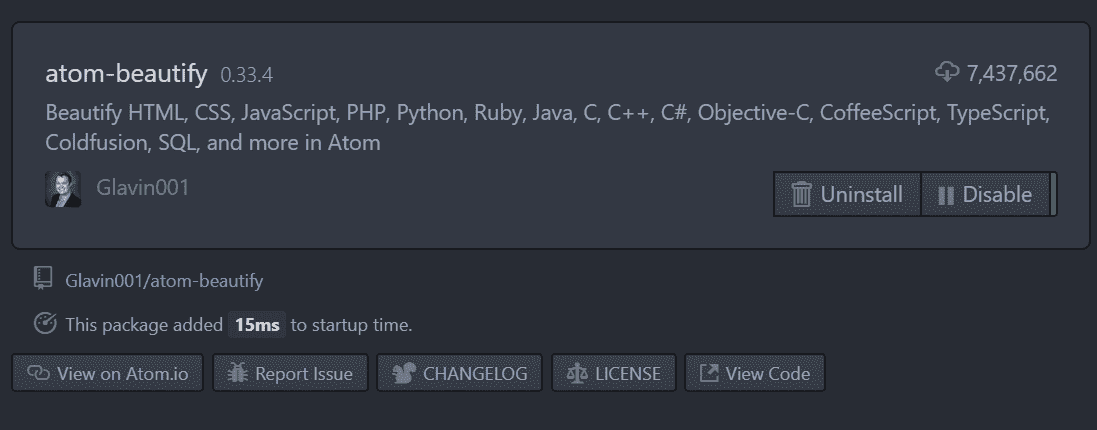 atom-beautify 0.33.4 7,437,662
Beautify HTML, CSS, JavaScript, PHP, Python, Ruby, Java, C, C++, C#, Objective-C, CoffeeScript, TypeScript,
Coldfusion, SQL, and more in Atom
Glavin001 Uninstall Disable
Glavin001/atom-beautify
This package added 15ms to startup time.
View on Atom.io Report Issue CHANGELOG LICENSE View Code